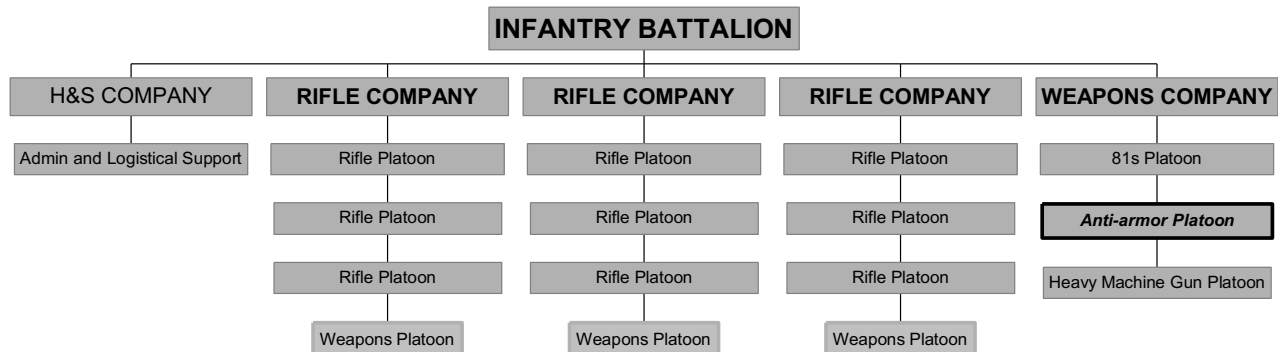 INFANTRY BATTALION
H&S COMPANY
RIFLE COMPANY
RIFLE COMPANY
RIFLE COMPANY
WEAPONS COMPANY
Admin and Logistical Support
Rifle Platoon
Rifle Platoon
Rifle Platoon
81s Platoon
Rifle Platoon
Rifle Platoon
Rifle Platoon
Anti-armor Platoon
Rifle Platoon
Rifle Platoon
Rifle Platoon
Heavy Machine Gun Platoon
Weapons Platoon
Weapons Platoon
Weapons Platoon